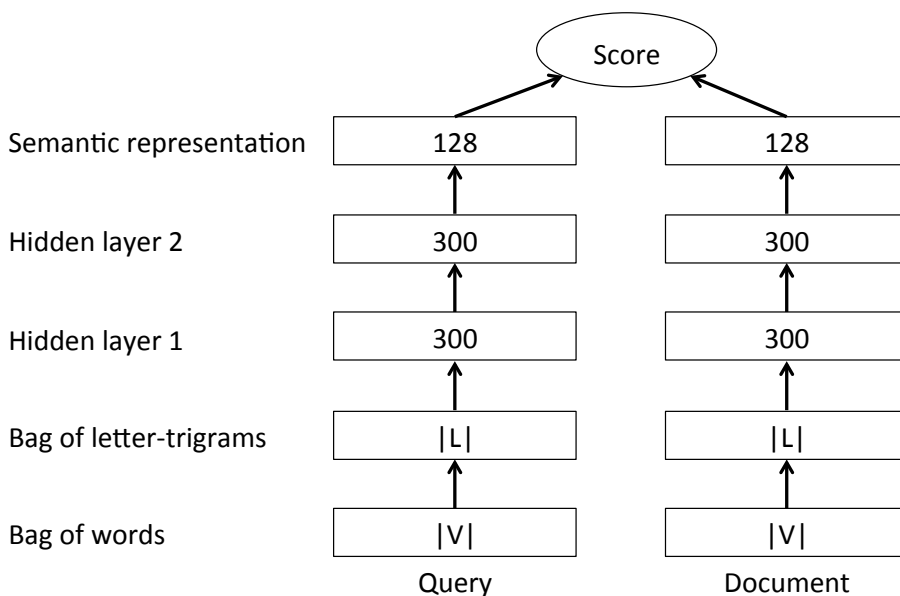 Score
Semantic representation 128 128
Hidden layer 2 300 300
Hidden layer 1 300 300
Bag of letter-trigrams |L| |L|
Bag of words |V| |V|
Query Document